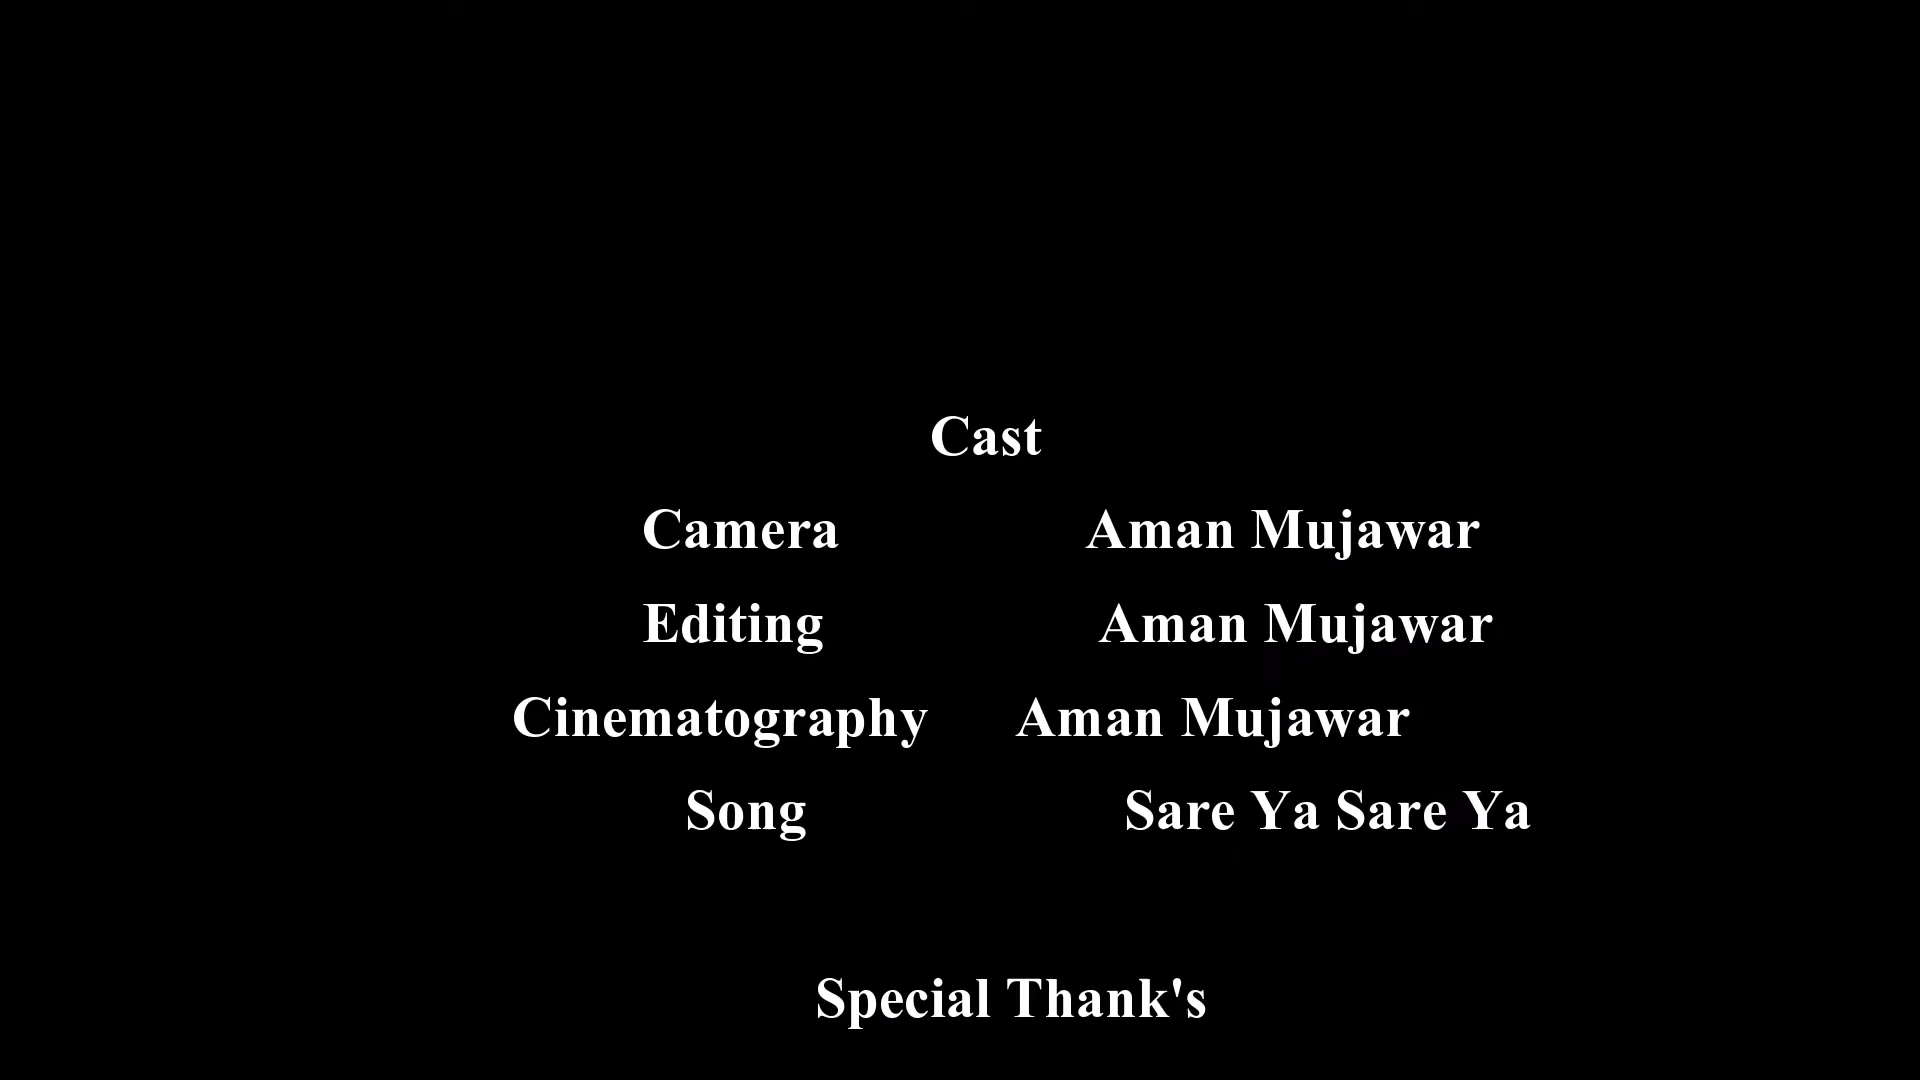 Cast
Camera Aman Mujawar
Editing Aman Mujawar
Cinematography Aman Mujawar
Song Sare Ya Sare Ya
Special Thank's